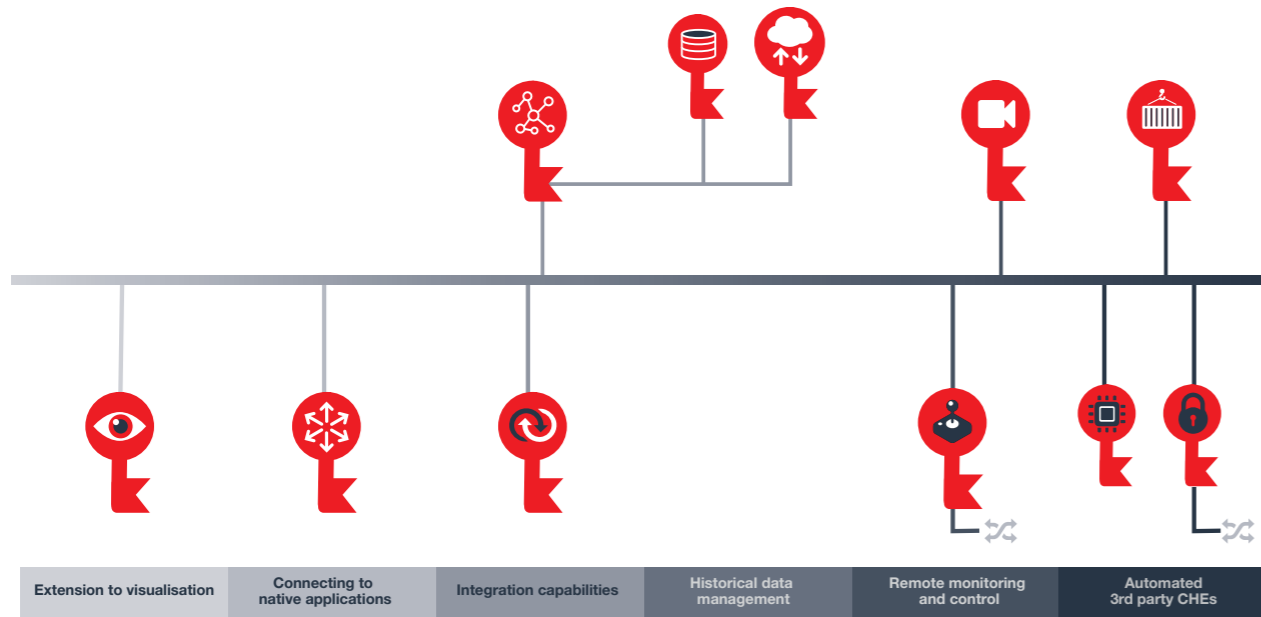 Extension to visualisation
Connecting to
native applications
Integration capabilities
Historical data
management
Remote monitoring
and control
Automated
3rd party CHEs